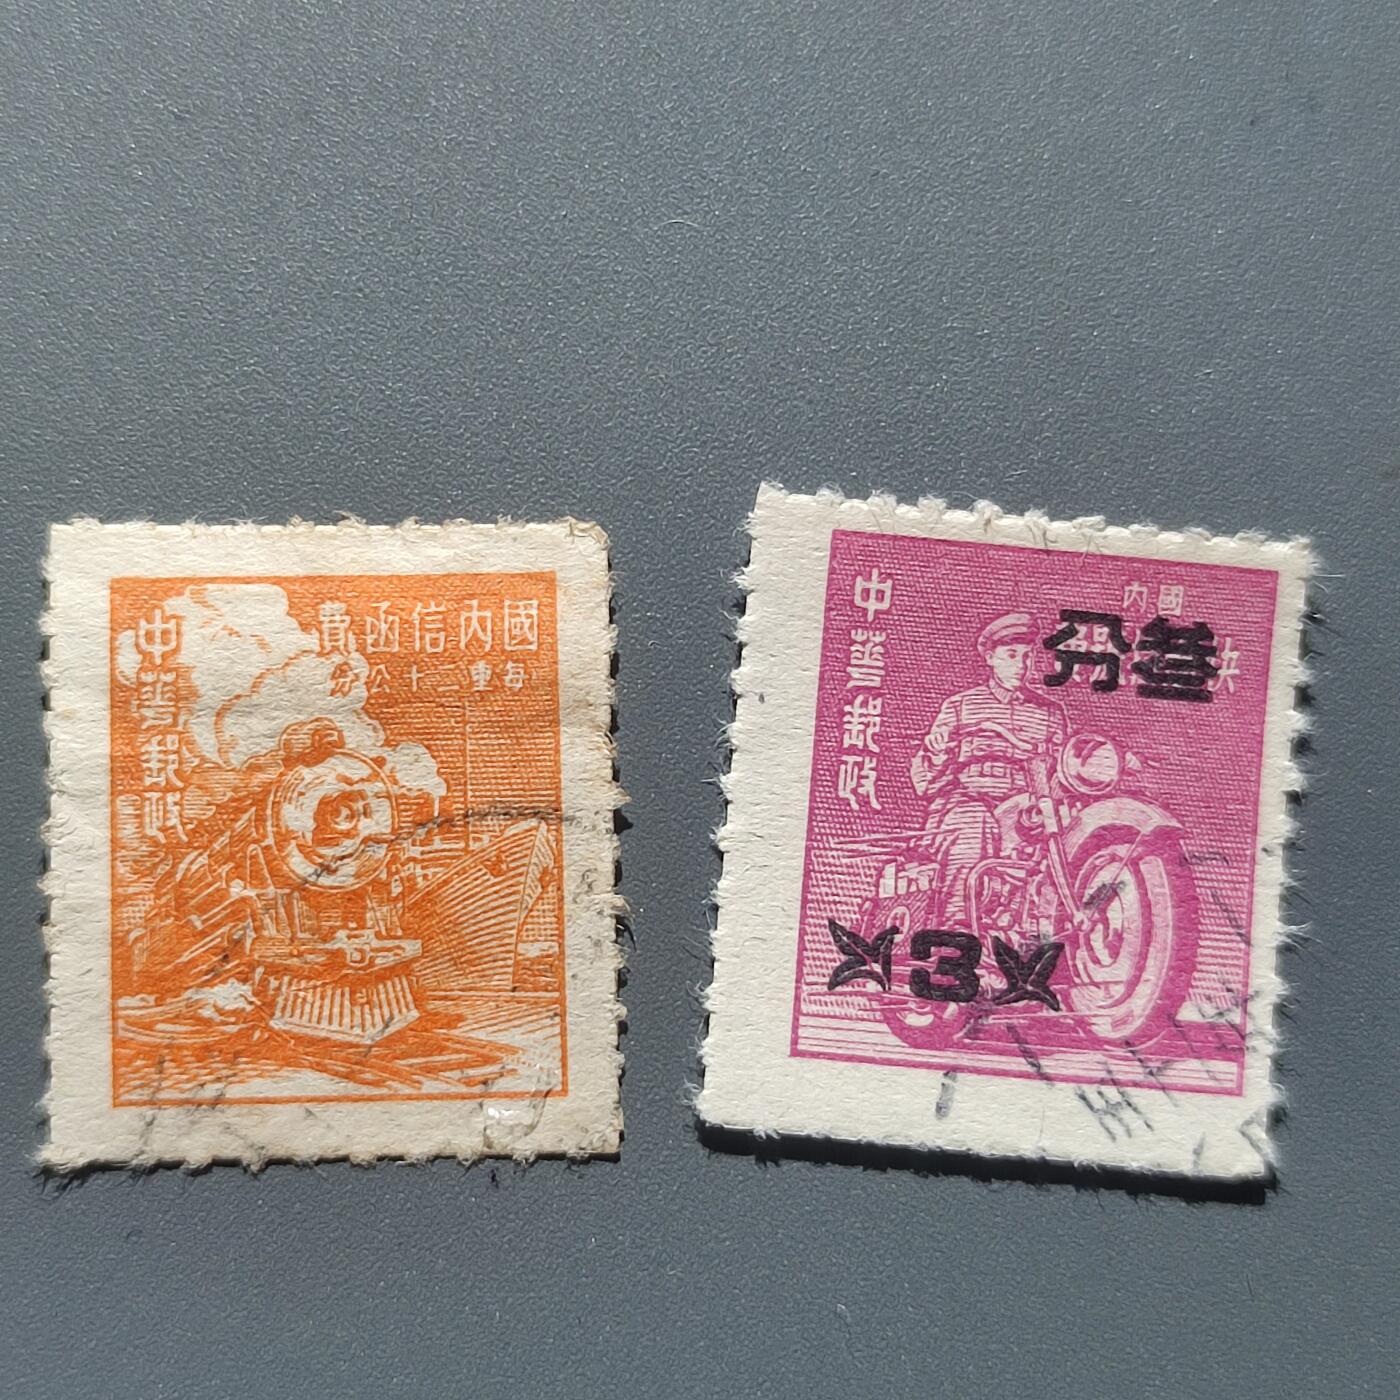 國內信函費
每重二十公分
中華郵政
國內
快
中華郵政
叁分
3